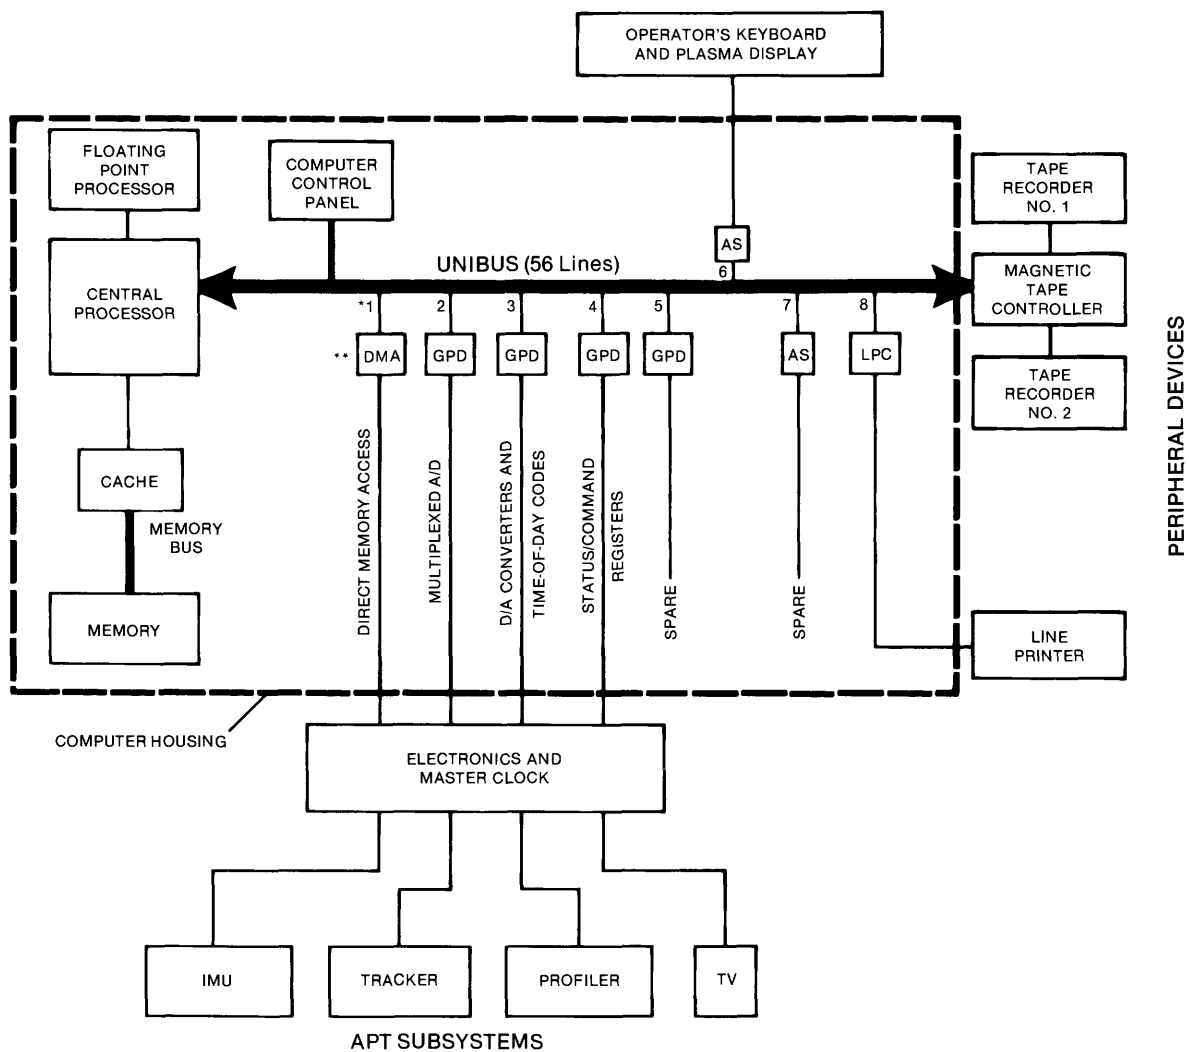 OPERATOR'S KEYBOARD
AND PLASMA DISPLAY
FLOATING
POINT
PROCESSOR
COMPUTER
CONTROL
PANEL
TAPE
RECORDER
NO. 1
AS
6
UNIBUS (56 Lines)
CENTRAL
PROCESSOR
MAGNETIC
TAPE
CONTROLLER
*1
2
3
4
5
7
8
**
DMA
GPD
GPD
GPD
GPD
AS
LPC
TAPE
RECORDER
NO. 2
PERIPHERAL DEVICES
CACHE
MEMORY
BUS
MEMORY
DIRECT MEMORY ACCESS
MULTIPLEXED A/D
D/A CONVERTERS AND
TIME-OF-DAY CODES
STATUS/COMMAND
REGISTERS
SPARE
SPARE
LINE
PRINTER
COMPUTER HOUSING
ELECTRONICS AND
MASTER CLOCK
IMU
TRACKER
PROFILER
TV
APT SUBSYSTEMS